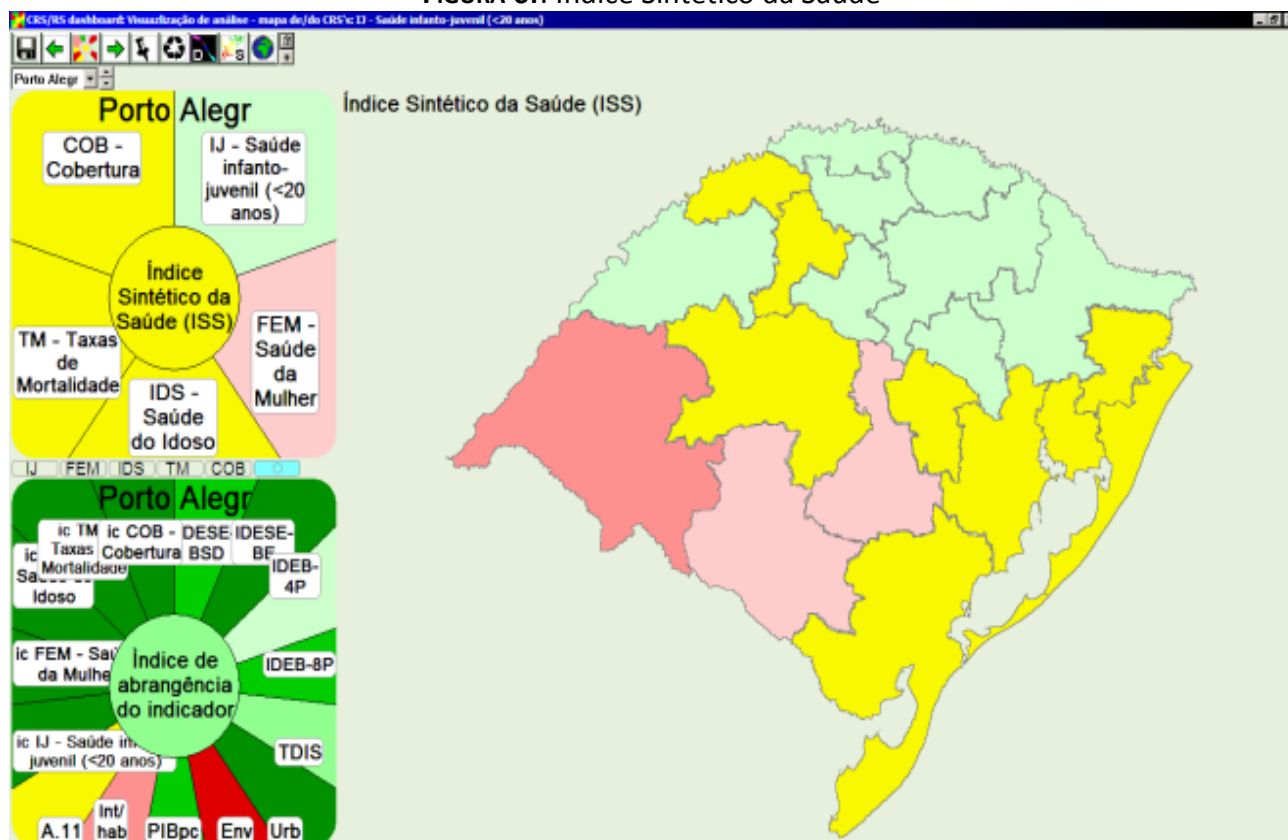 FIGURA 6.1 Índice Sintético da Saúde
CRS/RS dashboard: Visualização de análise - mapa de/do CRS's: IJ - Saúde infanto-juvenil (<20 anos)
Porto Alegr
Porto Alegr
COB -
Cobertura
IJ - Saúde
infanto-
juvenil (<20
anos)
Índice
Sintético da
Saúde (ISS)
TM - Taxas
de
Mortalidade
FEM -
Saúde
da
Mulher
IDS -
Saúde
do Idoso
IJ FEM IDS TM COB
Porto Alegr
ic TM
Taxas
Mortalidade
ic COB -
Cobertura
DESE
BSD
IDESE-
BE
IDEB-
4P
ic
Idoso
ic FEM - Saú
da Mulhe
Índice de
abrangência
do indicador
IDEB-8P
TDIS
ic IJ - Saúde in
juvenil (<20 anos)
A.11
Int/
hab
PIBpc
Env
Urb
Índice Sintético da Saúde (ISS)